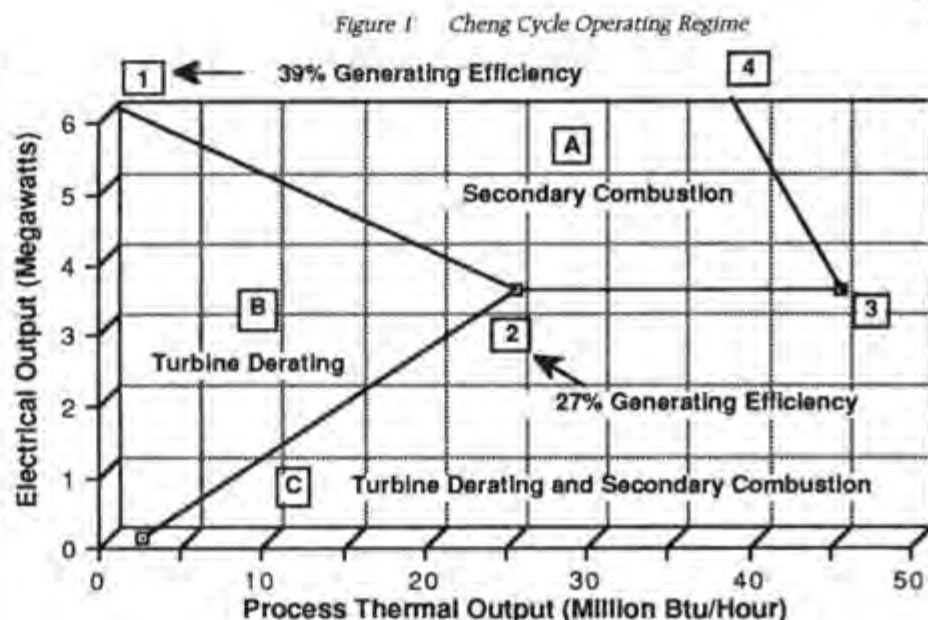 Figure 1 Cheng Cycle Operating Regime
1 39% Generating Efficiency 4
A
Secondary Combustion
B
Turbine Derating
2
3
27% Generating Efficiency
C Turbine Derating and Secondary Combustion
Electrical Output (Megawatts)
6
5
4
3
2
1
0
0 10 20 30 40 50
Process Thermal Output (Million Btu/Hour)